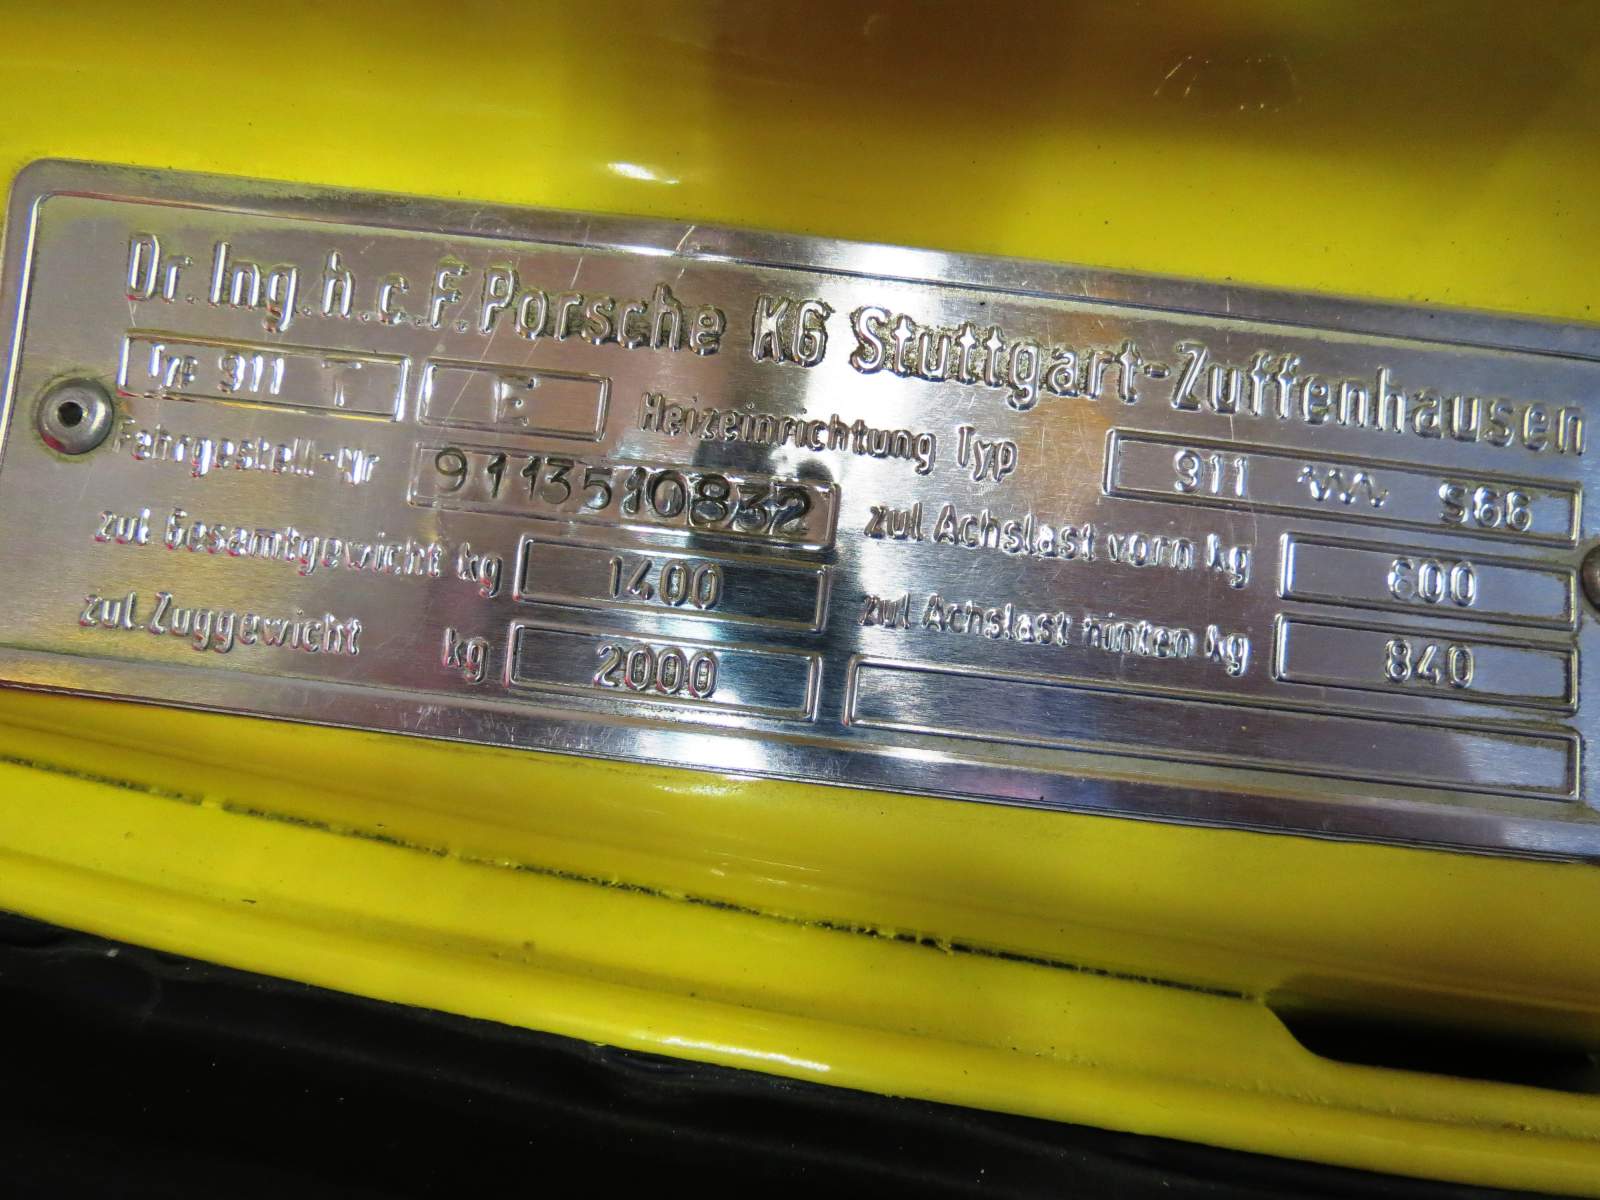 Dr. Ing. h. c. F. Porsche KG Stuttgart-Zuffenhausen
Typ 911 T E Heizeinrichtung Typ 911 S66
Fahrgestell-Nr 9113510832 zul Achslast vorn kg 600
zul Gesamtgewicht kg 1400 zul Achslast hinten kg 840
zul. Zuggewicht kg 2000